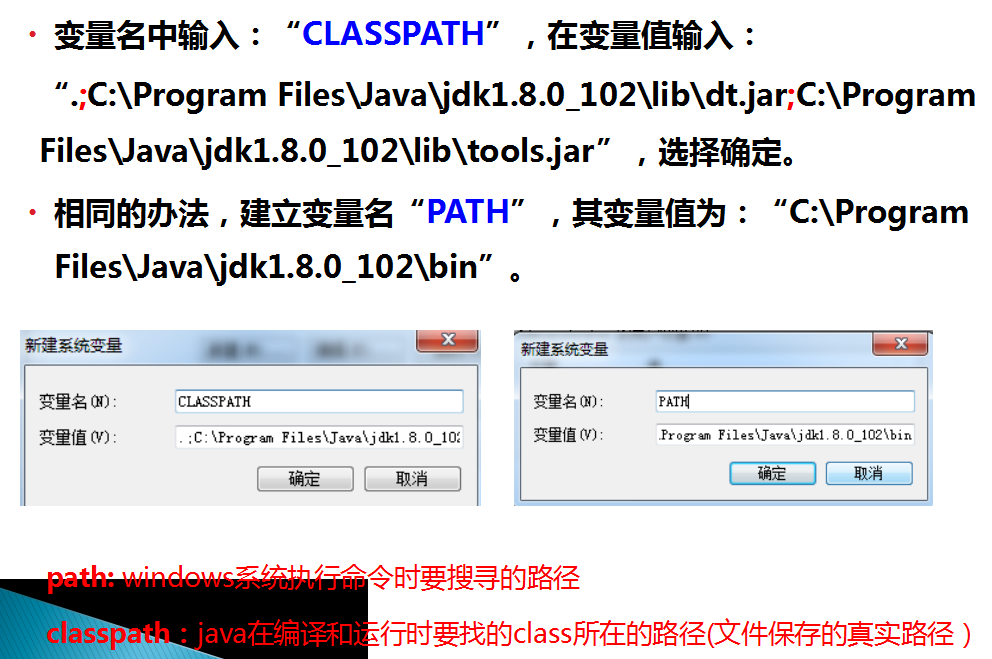 • 变量名中输入：“CLASSPATH”，在变量值输入：
“.;C:\Program Files\Java\jdk1.8.0_102\lib\dt.jar;C:\Program
Files\Java\jdk1.8.0_102\lib\tools.jar”，选择确定。
• 相同的办法，建立变量名“PATH”，其变量值为：“C:\Program
Files\Java\jdk1.8.0_102\bin”。
新建系统变量
变量名(N):
CLASSPATH
变量值(V):
.;C:\Program Files\Java\jdk1.8.0_10
确定
取消
新建系统变量
变量名(N):
PATH
变量值(V):
Program Files\Java\jdk1.8.0_102\bin
确定
取消
path: windows系统执行命令时要搜寻的路径
classpath：java在编译和运行时要找的class所在的路径(文件保存的真实路径）